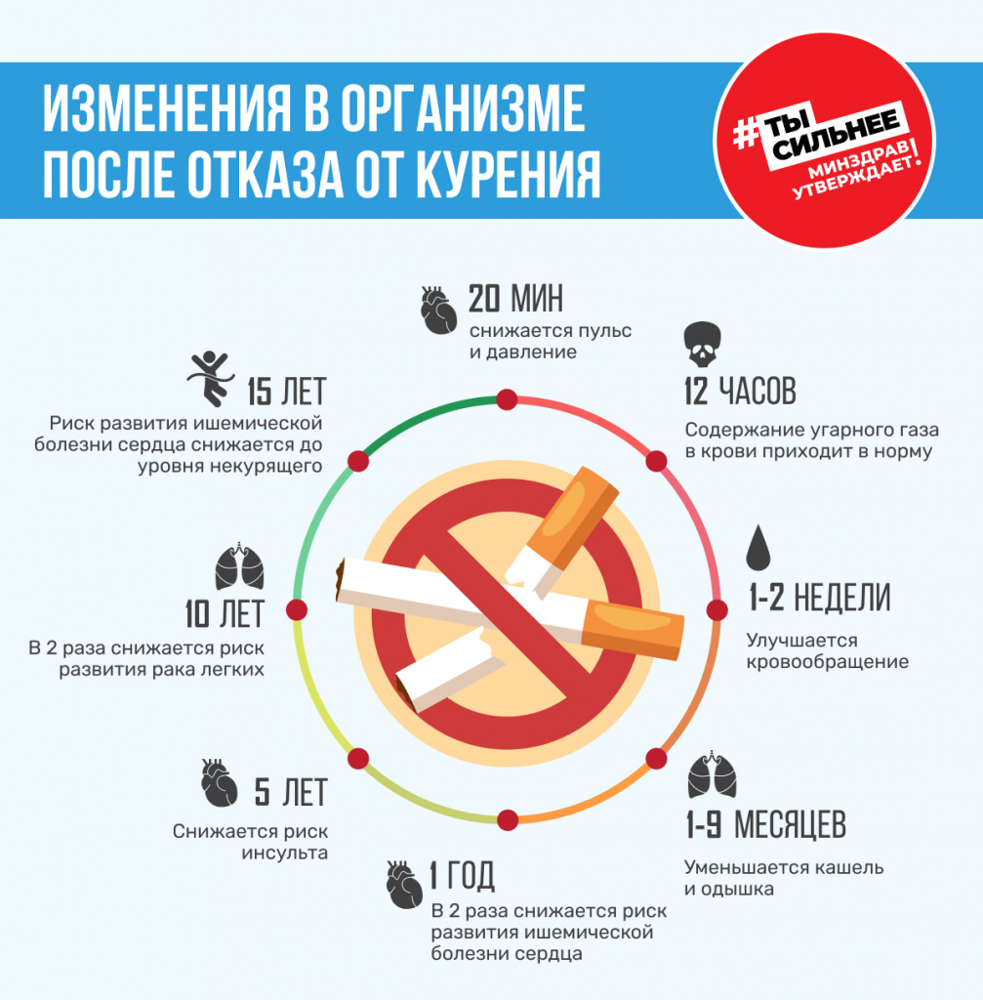 ИЗМЕНЕНИЯ В ОРГАНИЗМЕ
ПОСЛЕ ОТКАЗА ОТ КУРЕНИЯ
#ТЫ
СИЛЬНЕЕ
МИНЗДРАВ
УТВЕРЖДАЕТ!
20 МИН
снижается пульс
и давление
12 ЧАСОВ
Содержание угарного газа
в крови приходит в норму
1-2 НЕДЕЛИ
Улучшается
кровообращение
1-9 МЕСЯЦЕВ
Уменьшается кашель
и одышка
1 ГОД
В 2 раза снижается риск
развития ишемической
болезни сердца
5 ЛЕТ
Снижается риск
инсульта
10 ЛЕТ
В 2 раза снижается риск
развития рака легких
15 ЛЕТ
Риск развития ишемической
болезни сердца снижается до
уровня некурящего